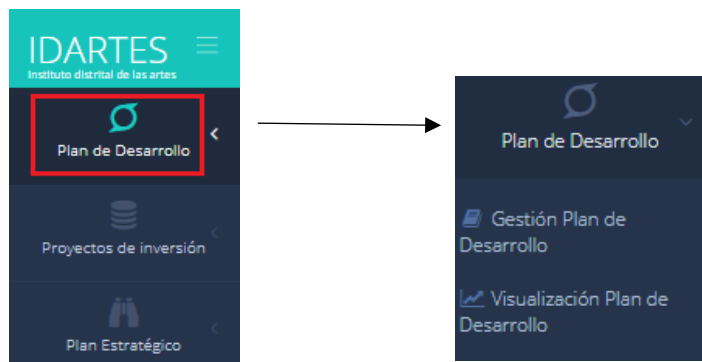 IDARTES
Instituto distrital de las artes
Plan de Desarrollo
Proyectos de inversión
Plan Estratégico
Plan de Desarrollo
Gestión Plan de
Desarrollo
Visualización Plan de
Desarrollo